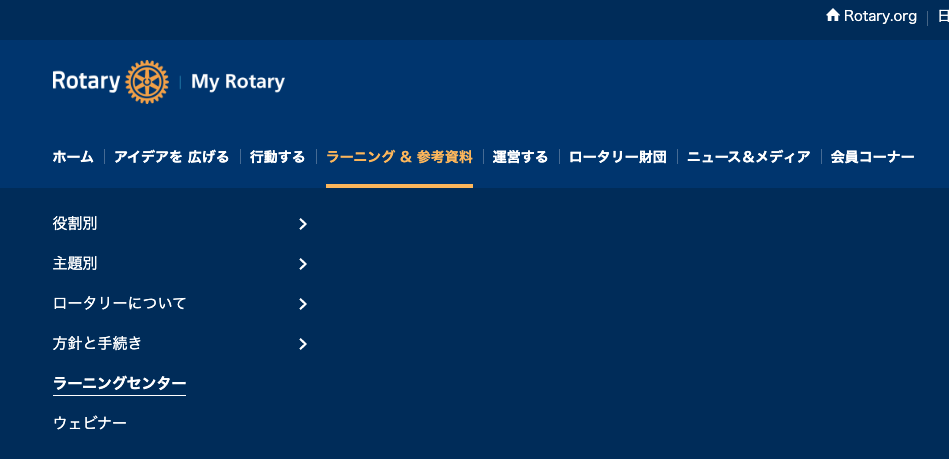 Rotary.org
Rotary My Rotary
ホーム アイデアを 広げる 行動する ラーニング & 参考資料 運営する ロータリー財団 ニュース&メディア 会員コーナー
役割別
主題別
ロータリーについて
方針と手続き
ラーニングセンター
ウェビナー